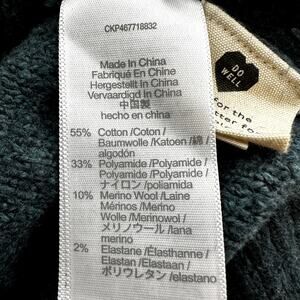 CKP467718832
Made In China
Fabriqué En Chine
Hergestellt In China
Vervaardigd In China
中国製
hecho en china
55% Cotton /Coton /
Baumwolle /Katoen /綿 /
algodón
33% Polyamide /Polyamide /
Polyamid /Polyamide /
ナイロン /poliamida
10% Merino Wool /Laine
Mérinos /Merino
Wolle /Merinowol /
メリノウール /lana
merino
2% Elastane /Élasthanne /
Elastan /Elastaan /
ポリウレタン /elastano
DO
WELL
for the
for